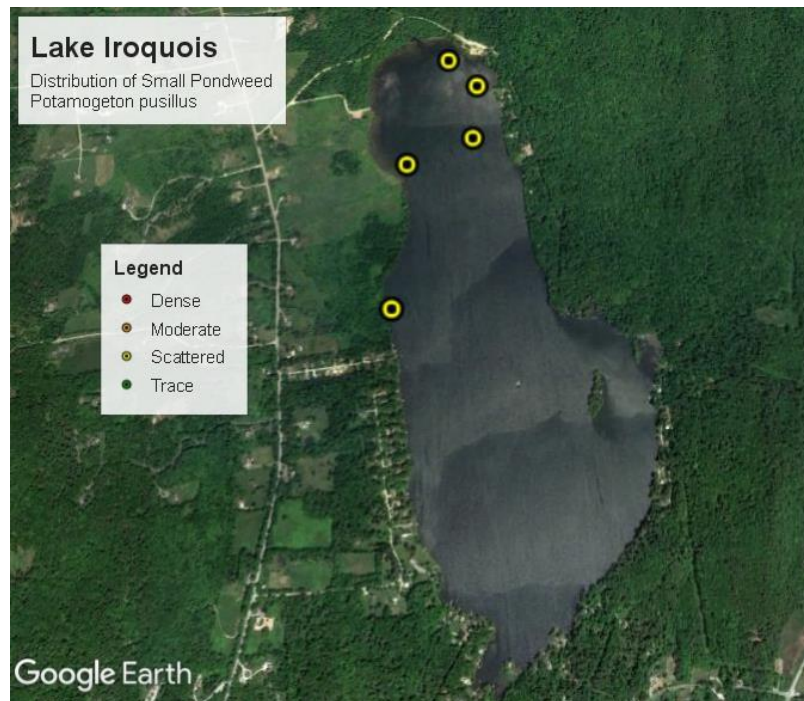 Lake Iroquois
Distribution of Small Pondweed
Potamogeton pusillus
Legend
Dense
Moderate
Scattered
Trace
Google Earth